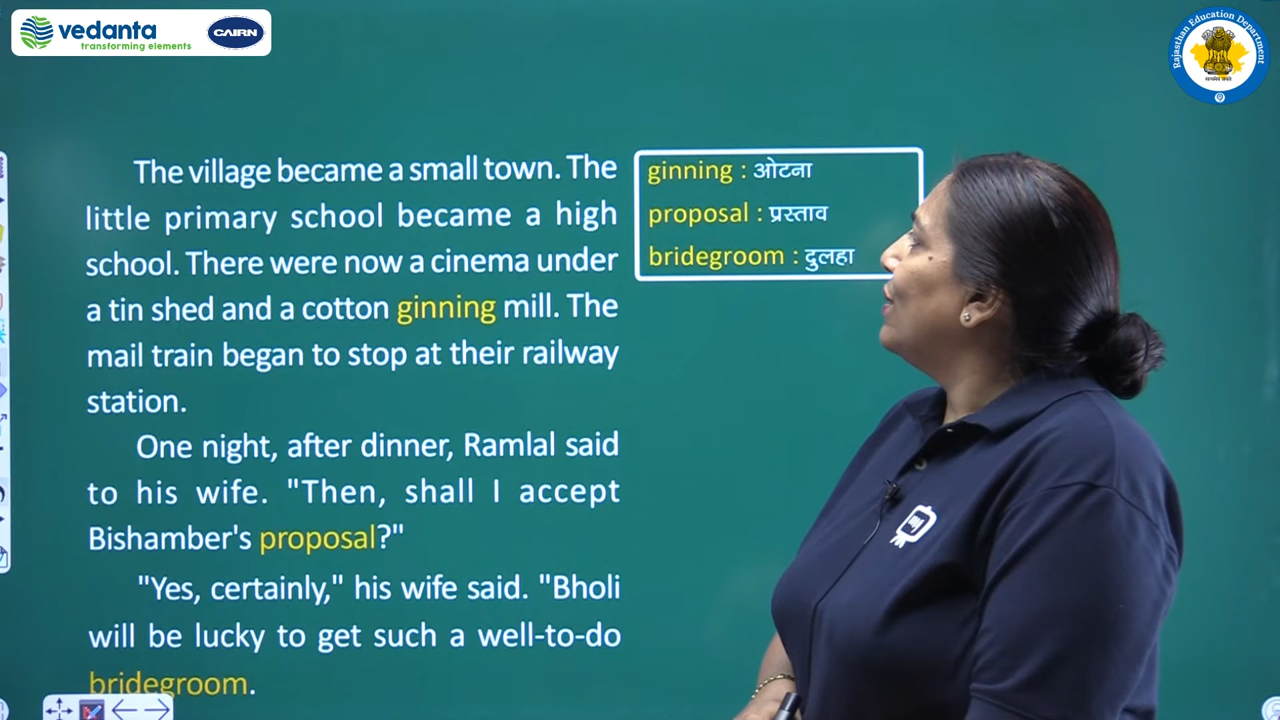 vedanta
transforming elements
CAIRN
Rajasthan Education Department
The village became a small town. The
little primary school became a high
school. There were now a cinema under
a tin shed and a cotton ginning mill. The
mail train began to stop at their railway
station.
One night, after dinner, Ramlal said
to his wife. "Then, shall I accept
Bishamber's proposal?"
"Yes, certainly," his wife said. "Bholi
will be lucky to get such a well-to-do
bridegroom.
ginning : ओटना
proposal : प्रस्ताव
bridegroom : दुलहा